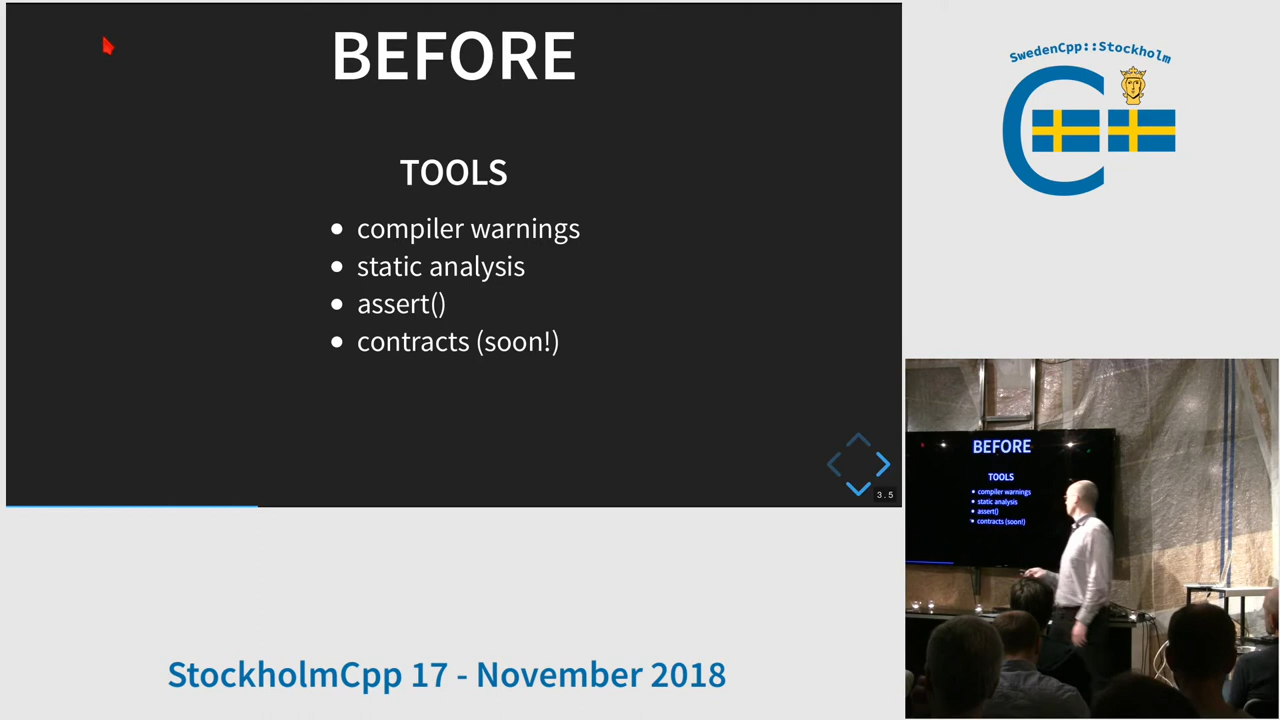 BEFORE
TOOLS
compiler warnings
static analysis
assert()
contracts (soon!)
3.5
SwedenCpp::Stockholm
C
BEFORE
TOOLS
compiler warnings
static analysis
assert()
contracts (soon!)
StockholmCpp 17 - November 2018